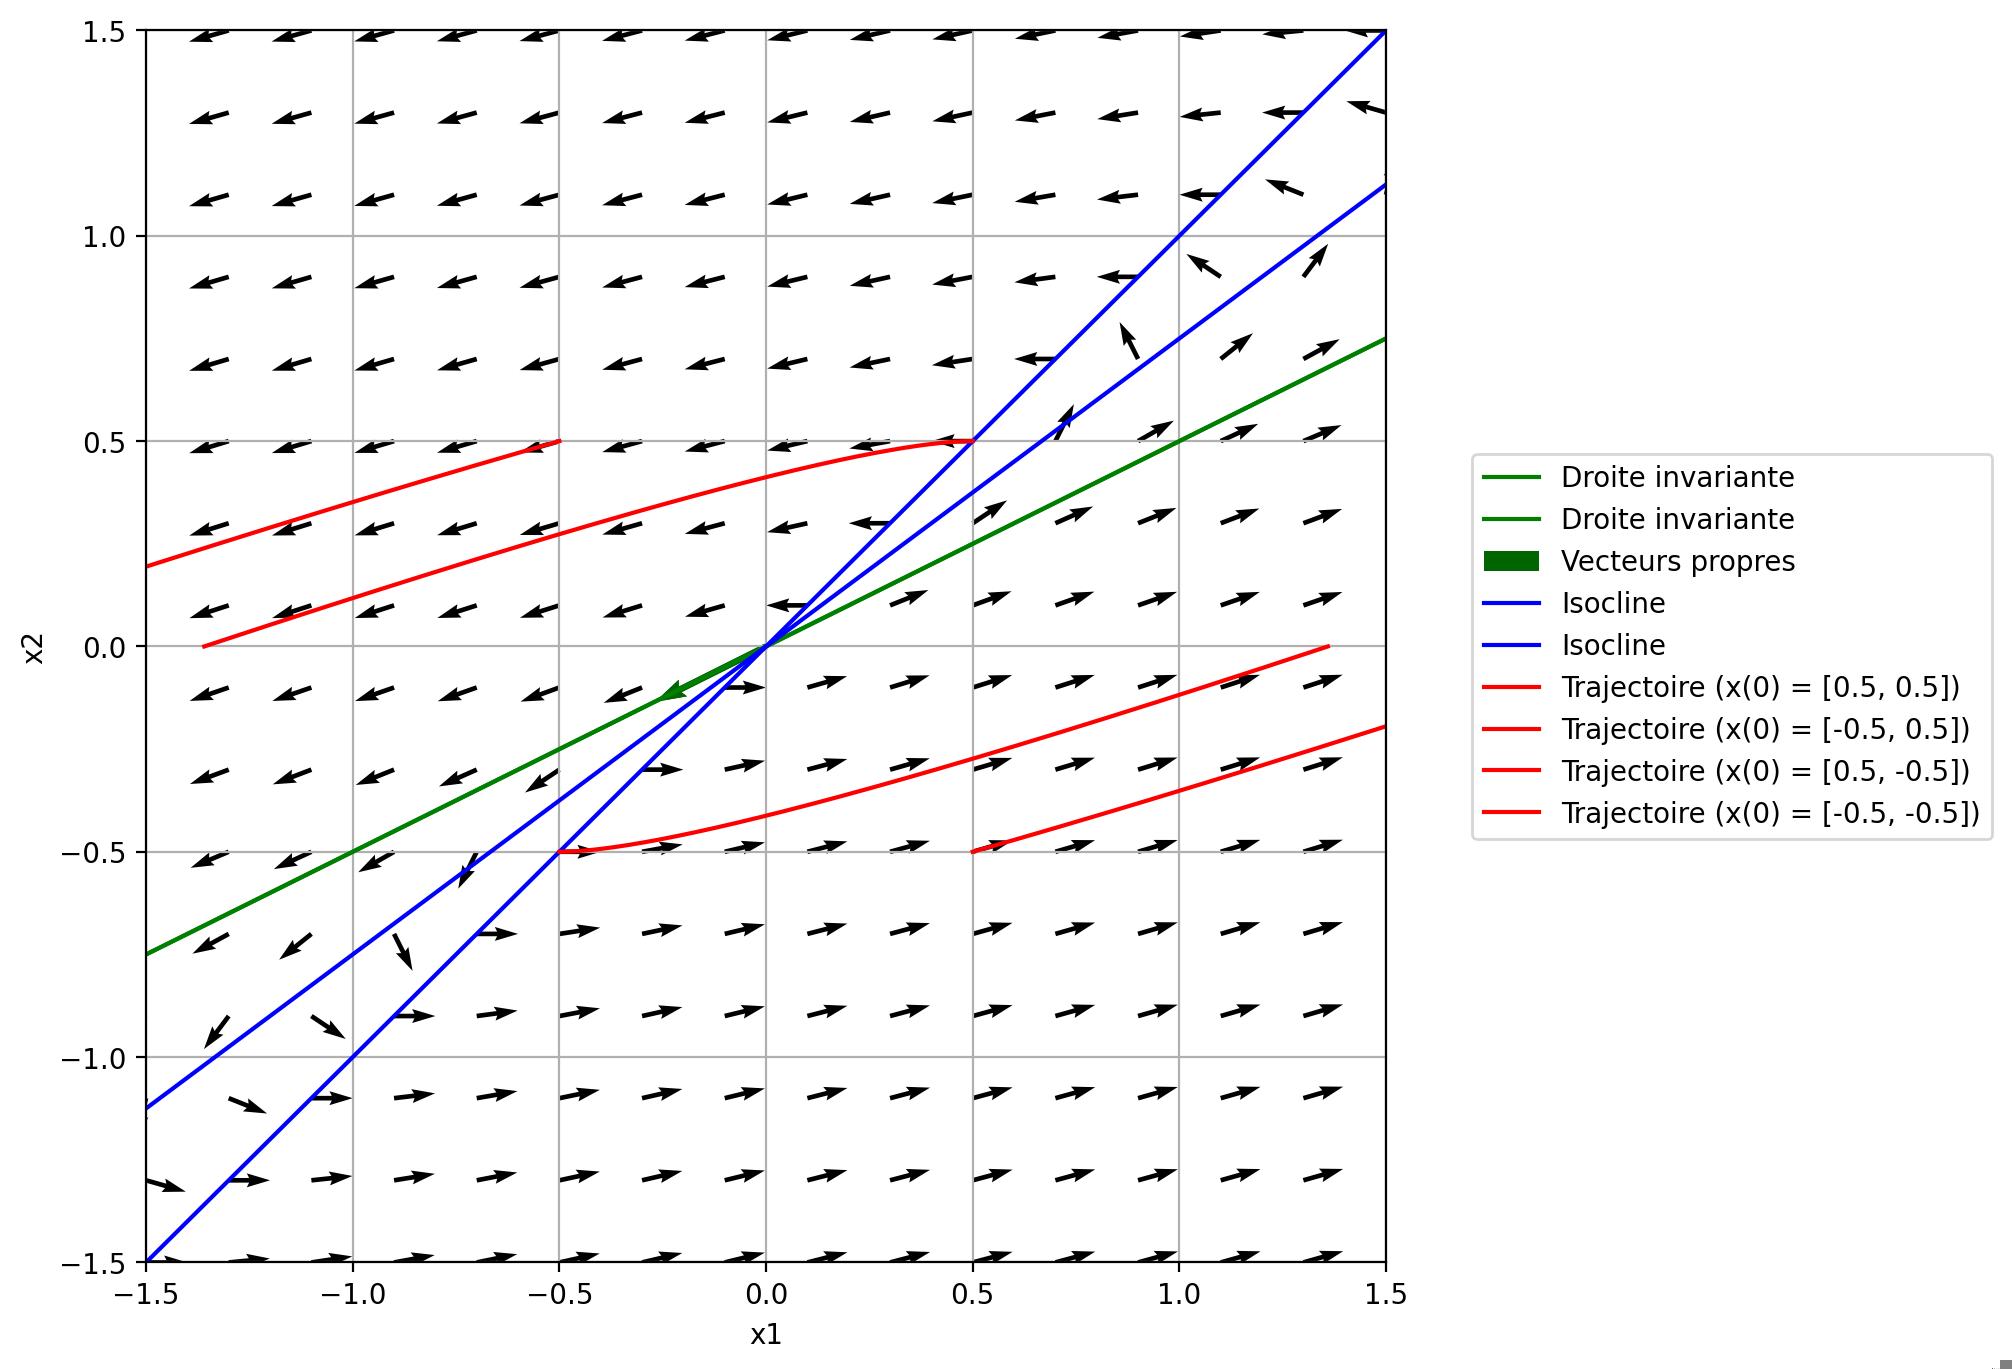 1.5
1.0
0.5
0.0
−0.5
−1.0
−1.5
x2
−1.5
−1.0
−0.5
0.0
0.5
1.0
1.5
x1
Droite invariante
Droite invariante
Vecteurs propres
Isocline
Isocline
Trajectoire (x(0) = [0.5, 0.5])
Trajectoire (x(0) = [-0.5, 0.5])
Trajectoire (x(0) = [0.5, -0.5])
Trajectoire (x(0) = [-0.5, -0.5])